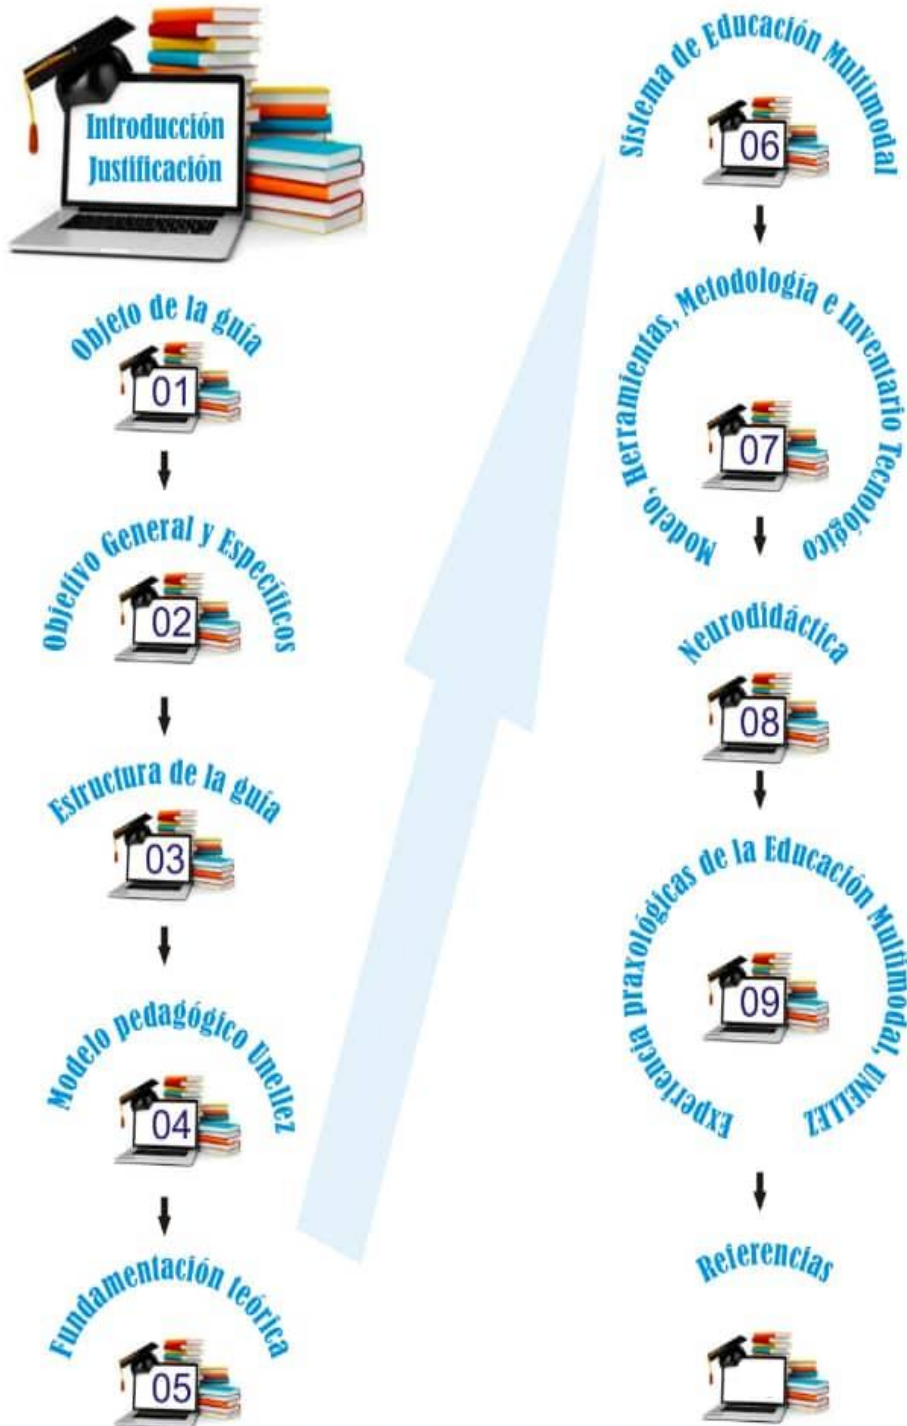 Introducción
Justificación
Objeto de la guía
01
Objetivo General y Específicos
02
Estructura de la guía
03
Modelo pedagógico Unellez
04
Fundamentación teórica
05
Sistema de Educación Multimodal
06
Modelo, Herramientas, Metodología e Inventario Tecnológico
07
Neurodidáctica
08
Experiencia praxológicas de la Educación Multimodal, UNELLEZ
09
Referencias